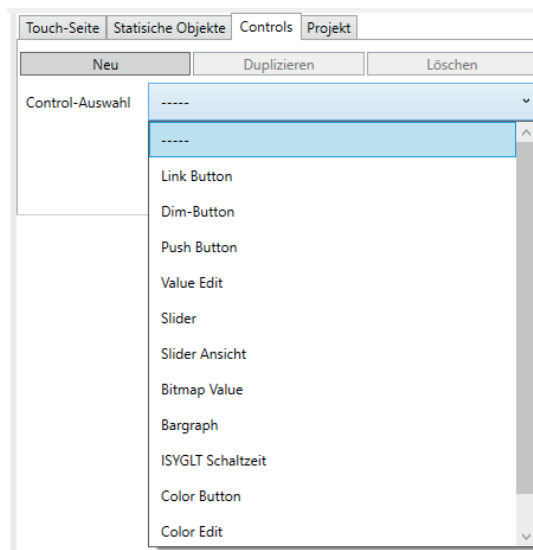 Touch-Seite Statisiche Objekte Controls Projekt
Neu Duplizieren Löschen
Control-Auswahl -----
-----
Link Button
Dim-Button
Push Button
Value Edit
Slider
Slider Ansicht
Bitmap Value
Bargraph
ISYGLT Schaltzeit
Color Button
Color Edit